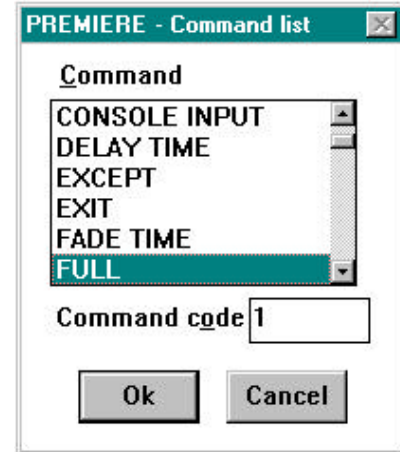 PREMIERE - Command list
Command
CONSOLE INPUT
DELAY TIME
EXCEPT
EXIT
FADE TIME
FULL
Command code 1
Ok Cancel